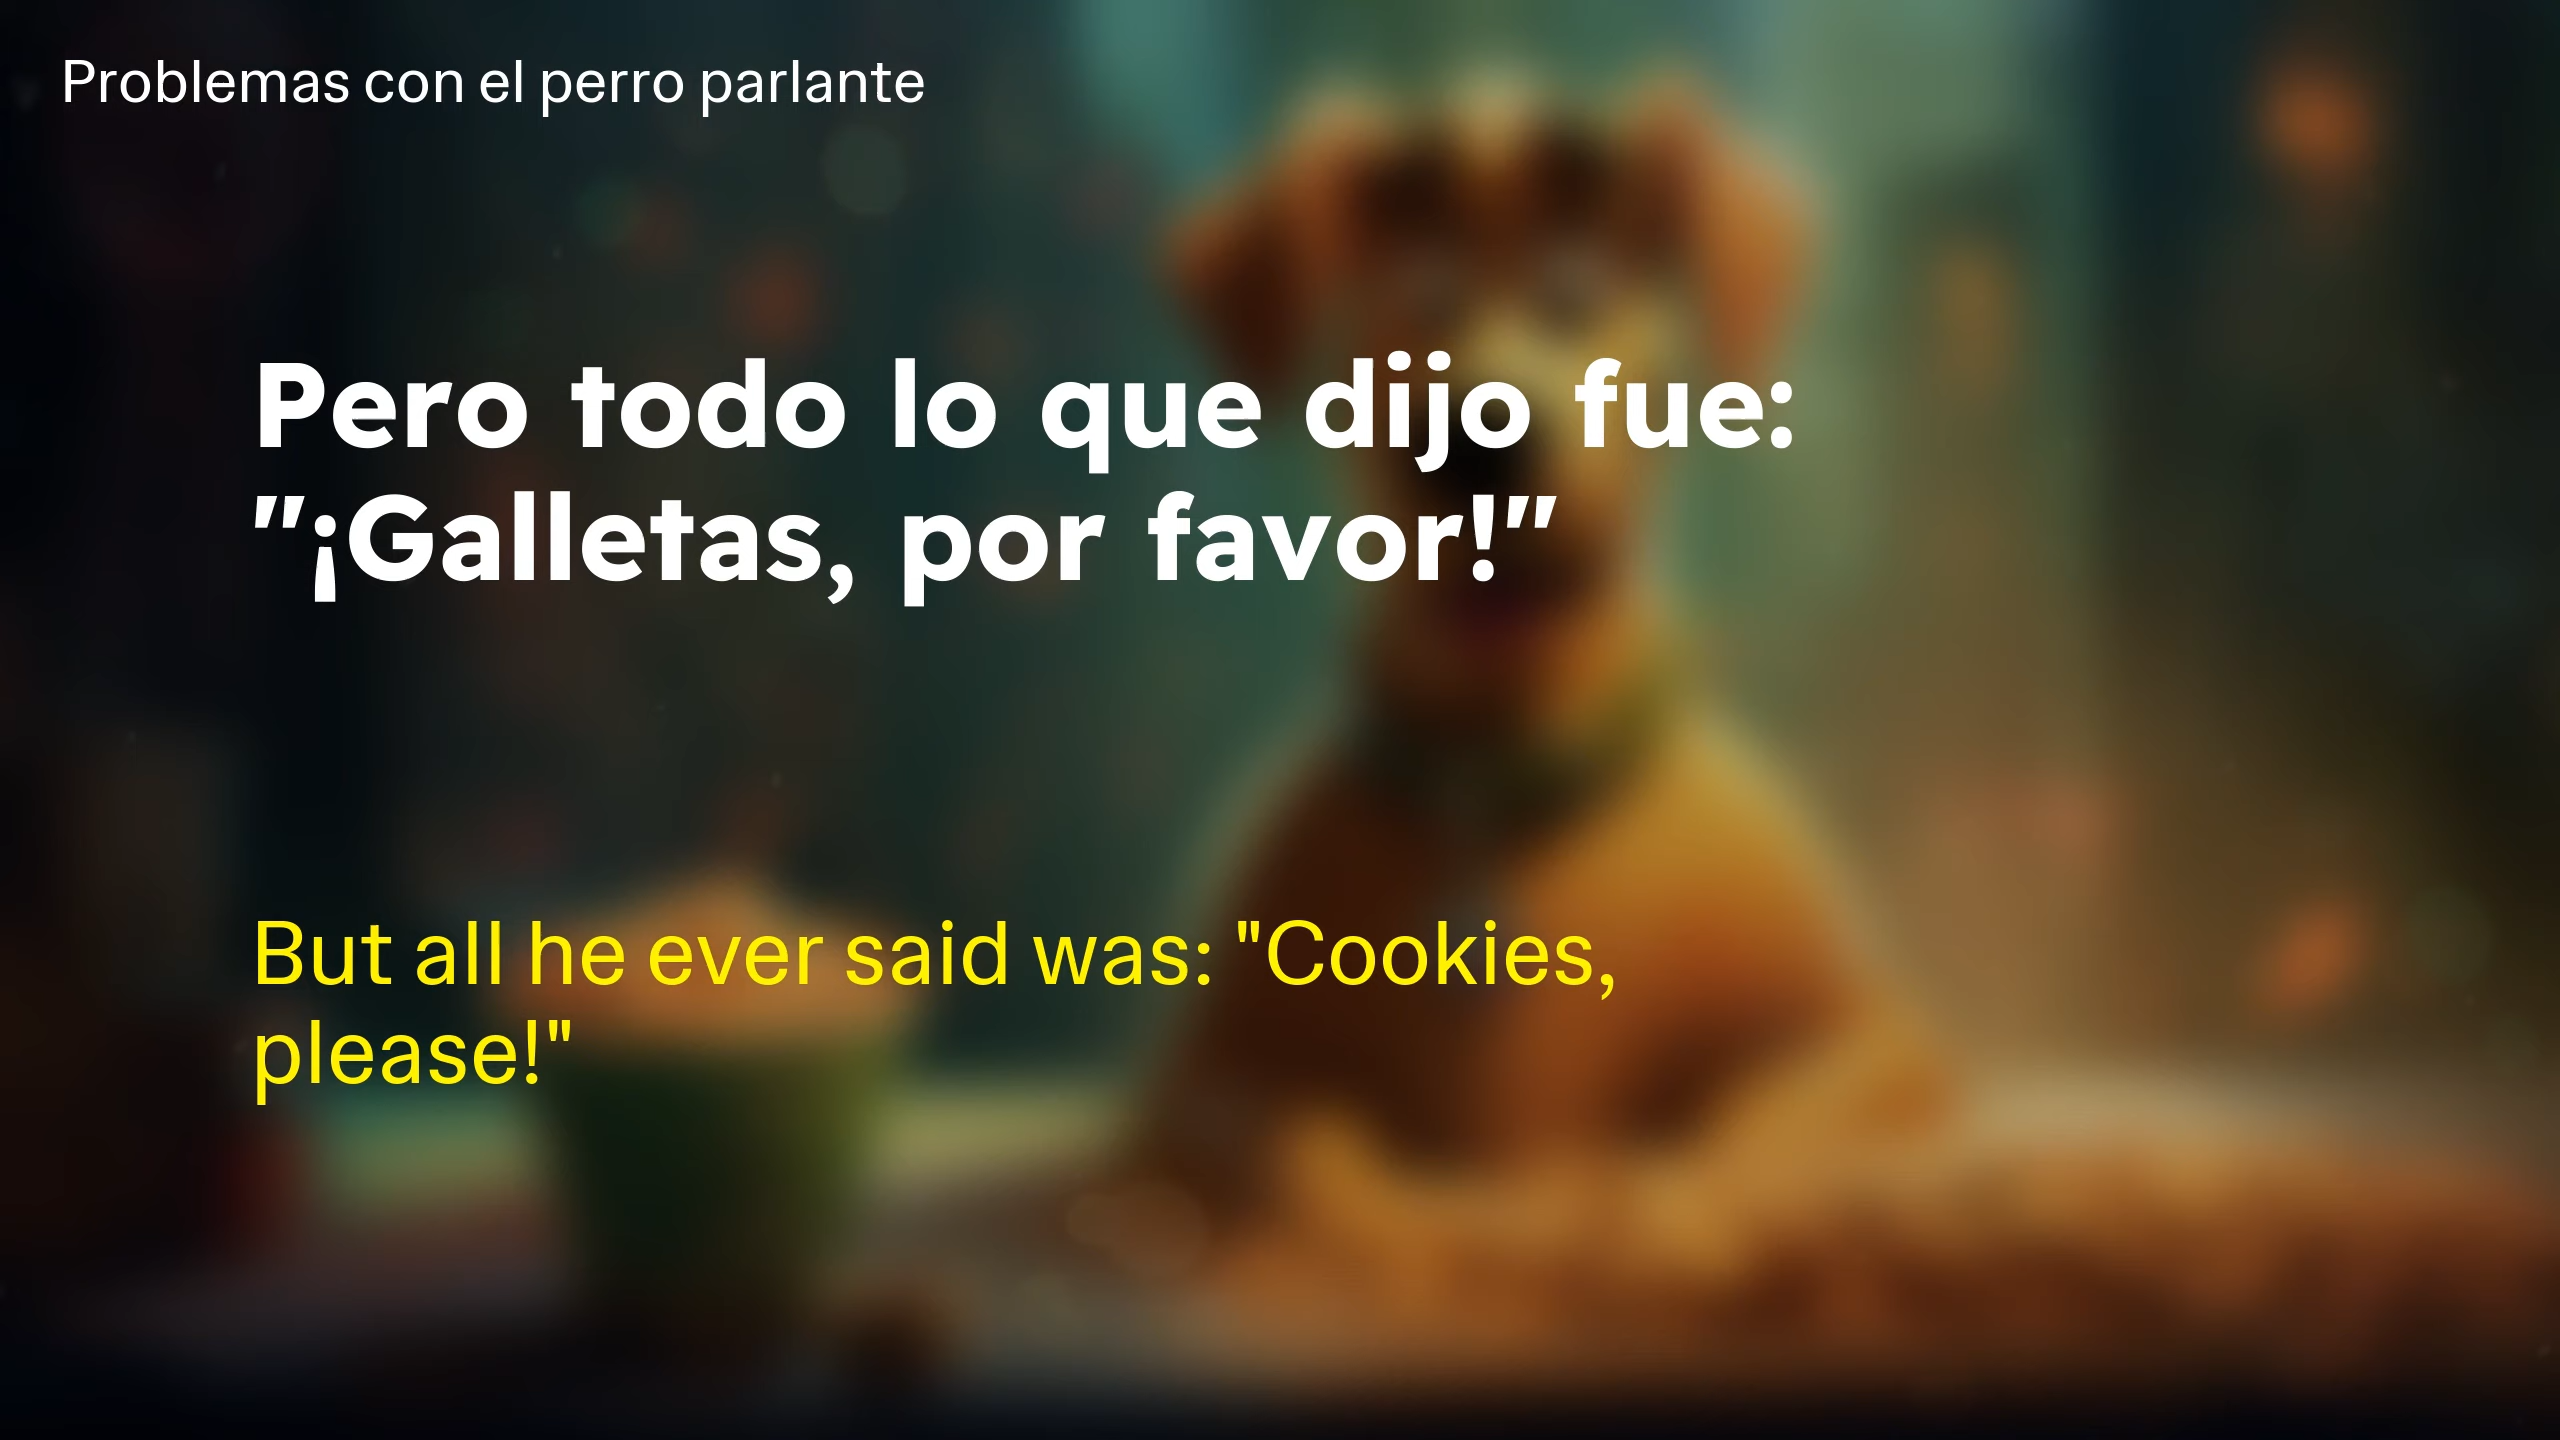 Problemas con el perro parlante
Pero todo lo que dijo fue:
"¡Galletas, por favor!"
But all he ever said was: "Cookies,
please!"